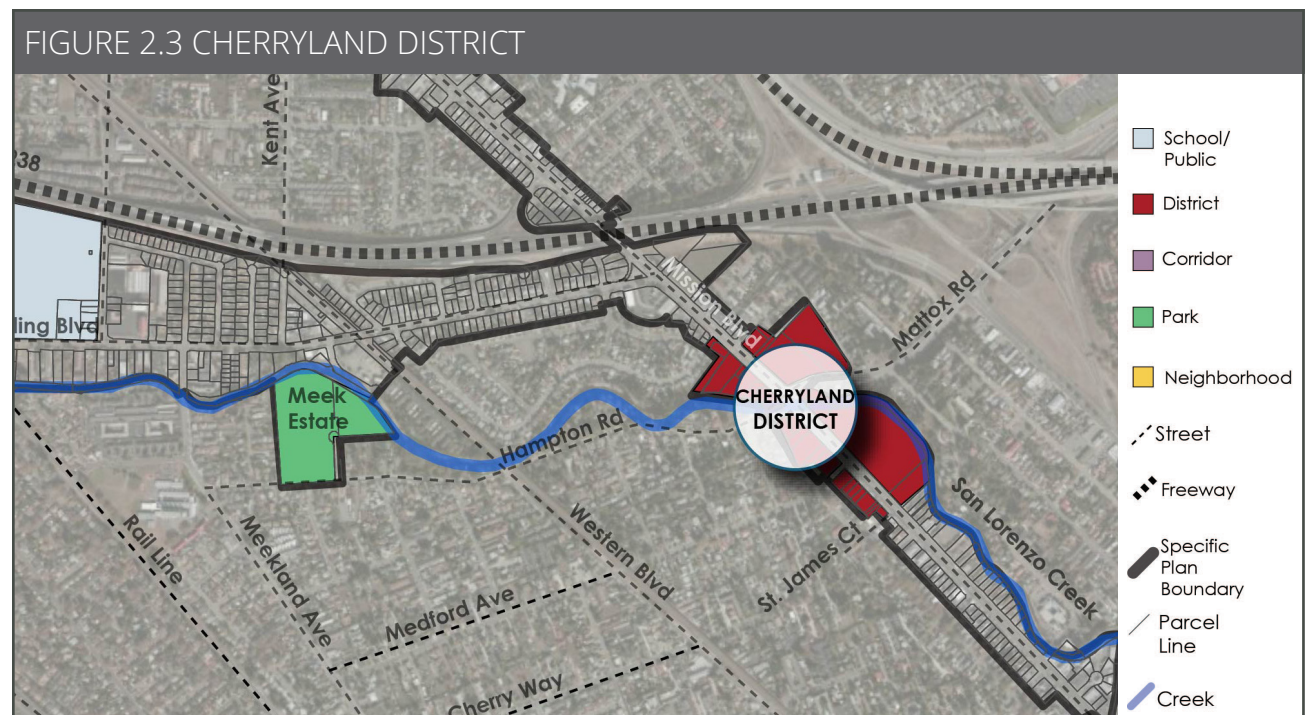 FIGURE 2.3 CHERRYLAND DISTRICT
Kent Ave
238
Mission Blvd
Mattox Rd
ling Blvd
Meek
Estate
Hampton Rd
CHERRYLAND
DISTRICT
San Lorenzo Creek
St. James Ct
Western Blvd
Rail Line
Meekland Ave
Medford Ave
Cherry Way
School/
Public
District
Corridor
Park
Neighborhood
Street
Freeway
Specific
Plan
Boundary
Parcel
Line
Creek